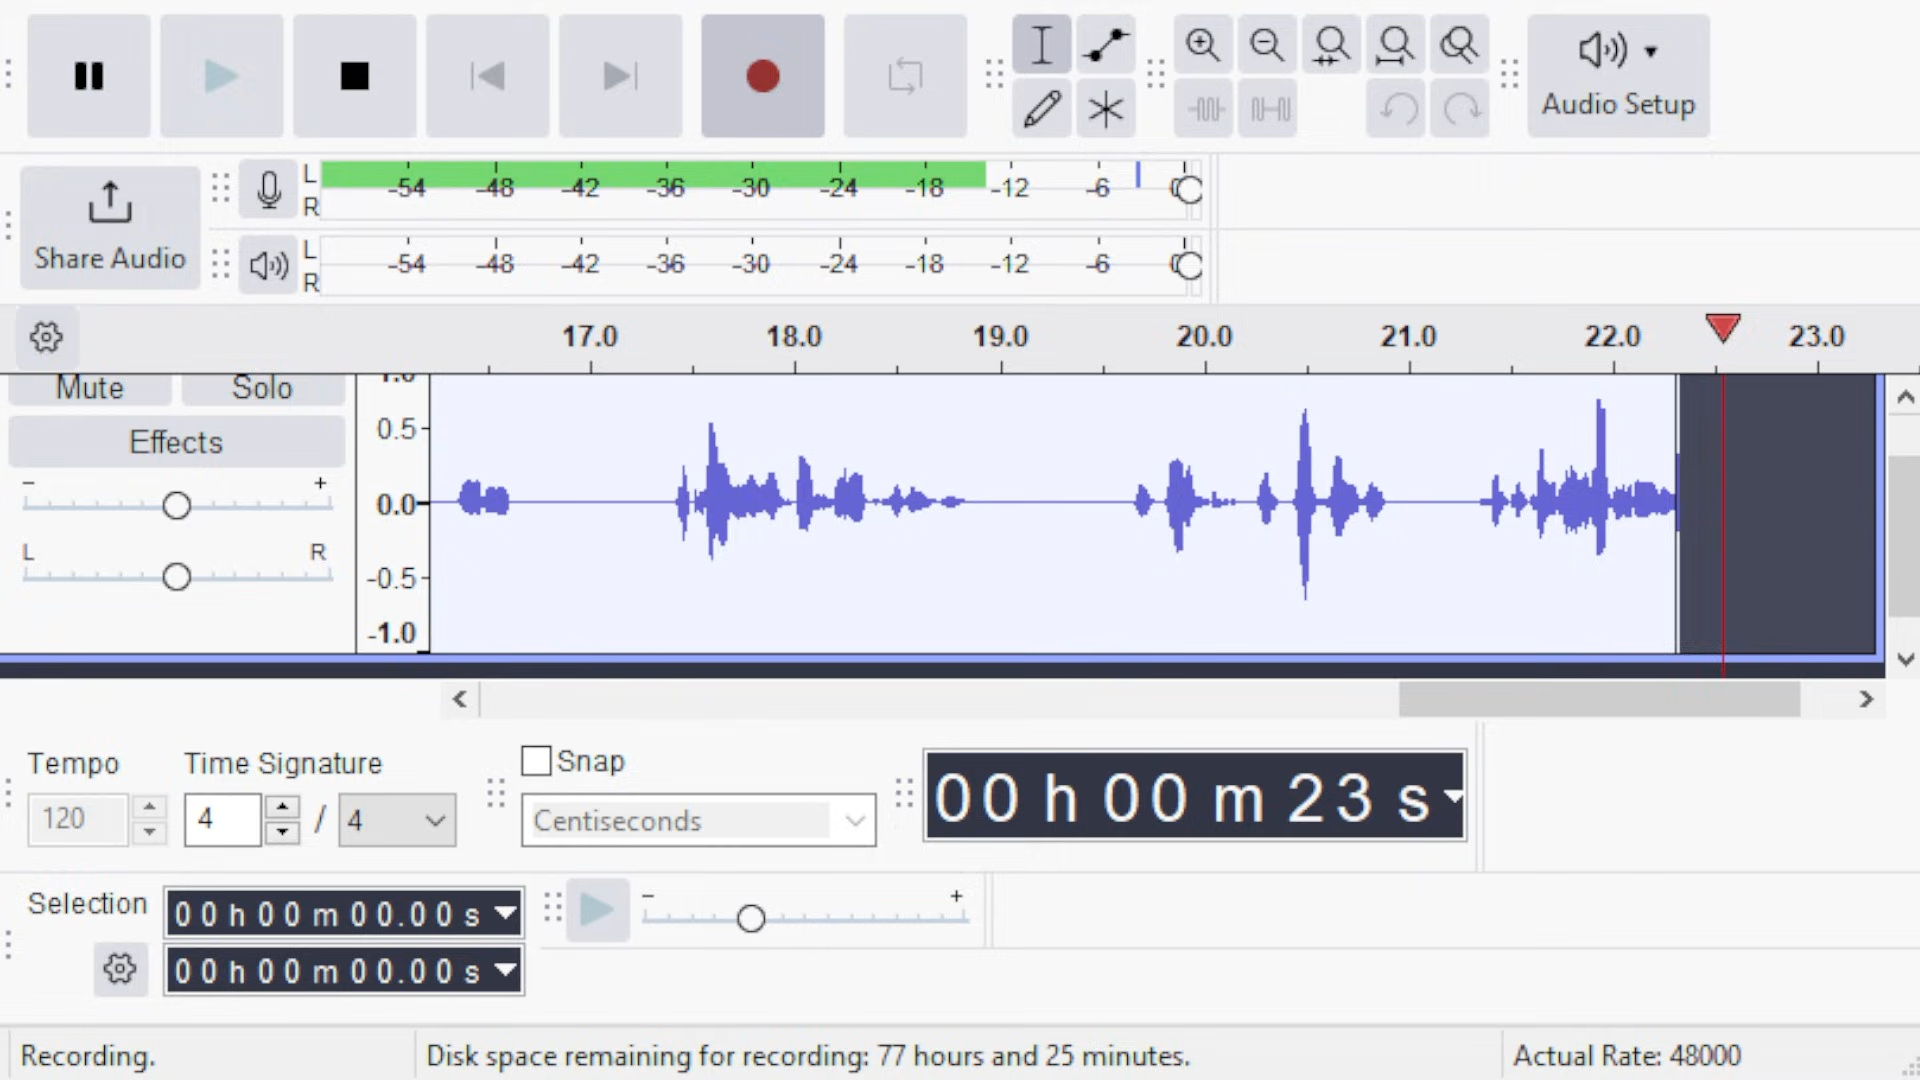 Audio Setup
Share Audio
L
R
-54 -48 -42 -36 -30 -24 -18 -12 -6 0
L
R
-54 -48 -42 -36 -30 -24 -18 -12 -6 0
17.0 18.0 19.0 20.0 21.0 22.0 23.0
Mute Solo
Effects
- +
L R
1.0
0.5
0.0
-0.5
-1.0
Tempo Time Signature Snap
120 4 / 4 Centiseconds
00 h 00 m 23 s
Selection
00 h 00 m 00.00 s
- +
00 h 00 m 00.00 s
Recording. Disk space remaining for recording: 77 hours and 25 minutes. Actual Rate: 48000